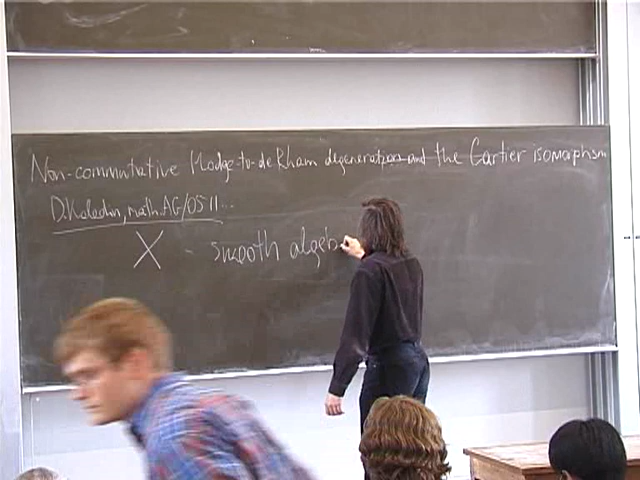 Non-commutative Hodge-to-de Rham degeneration and the Cartier isomorphism
D. Kaledin, math.AG/0511...
X - smooth algeb